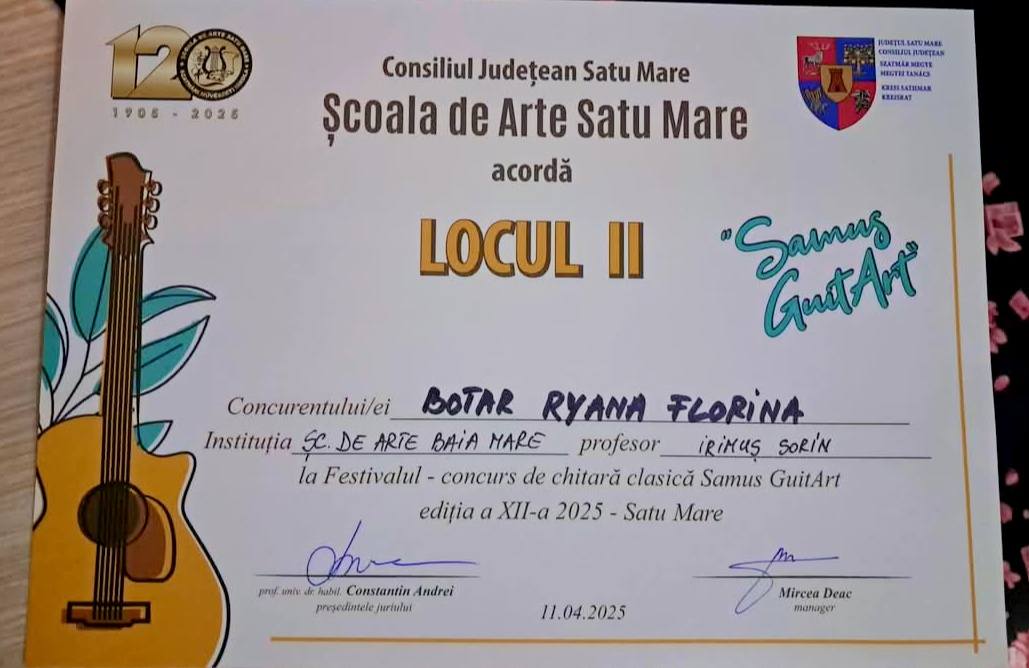 120
1905 - 2025
JUDEȚUL SATU MARE
CONSILIUL JUDEȚEAN
SZATMÁR MEGYE
MEGYEI TANÁCS
KREIS SATHMAR
KREISRAT
Consiliul Județean Satu Mare
Școala de Arte Satu Mare
acordă
LOCUL II
"Samus
GuitArt"
Concurentului/ei BOTAR RYANA FLORINA
Instituția ȘC. DE ARTE BAIA MARE profesor IRIMUȘ SORIN
la Festivalul - concurs de chitară clasică Samus GuitArt
ediția a XII-a 2025 - Satu Mare
prof. univ. dr. habil. Constantin Andrei
președintele juriului
Mircea Deac
manager
11.04.2025